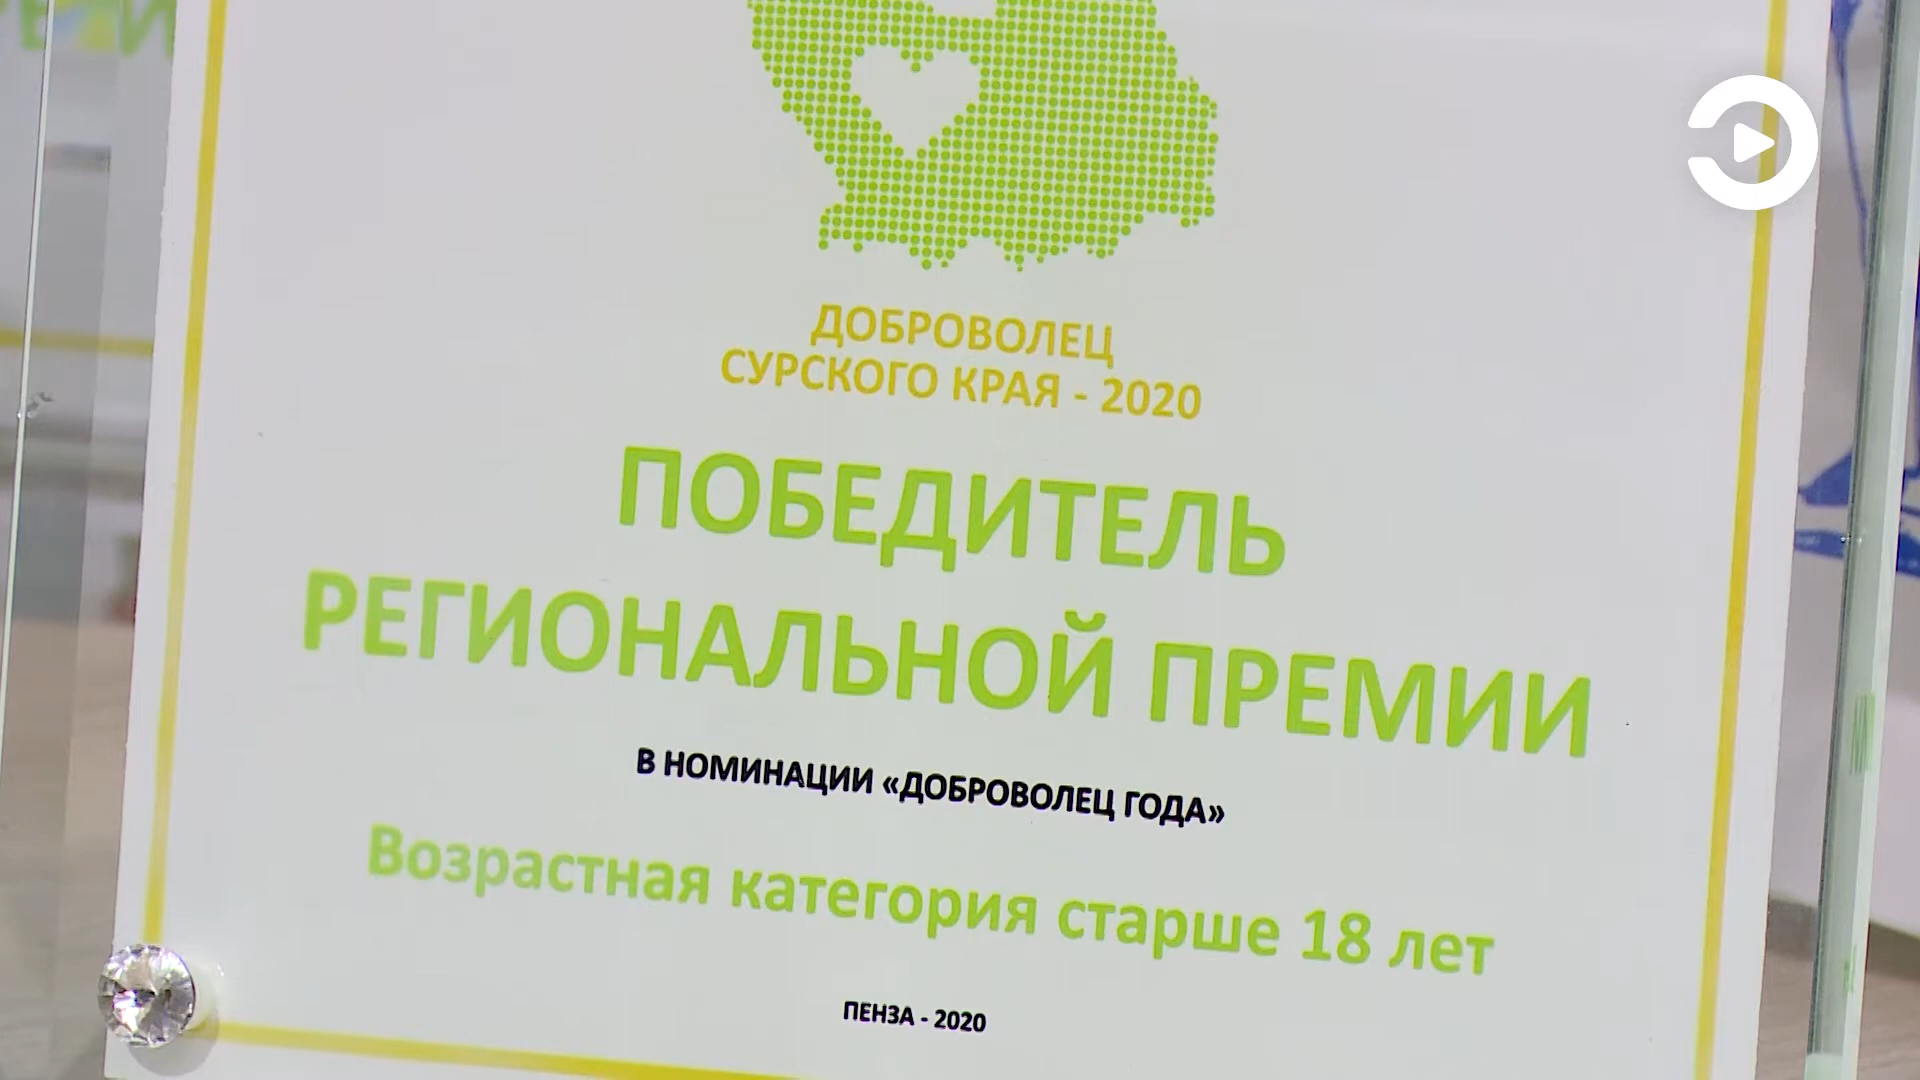 ДОБРОВОЛЕЦ
СУРСКОГО КРАЯ - 2020
ПОБЕДИТЕЛЬ
РЕГИОНАЛЬНОЙ ПРЕМИИ
В НОМИНАЦИИ «ДОБРОВОЛЕЦ ГОДА»
Возрастная категория старше 18 лет
ПЕНЗА - 2020